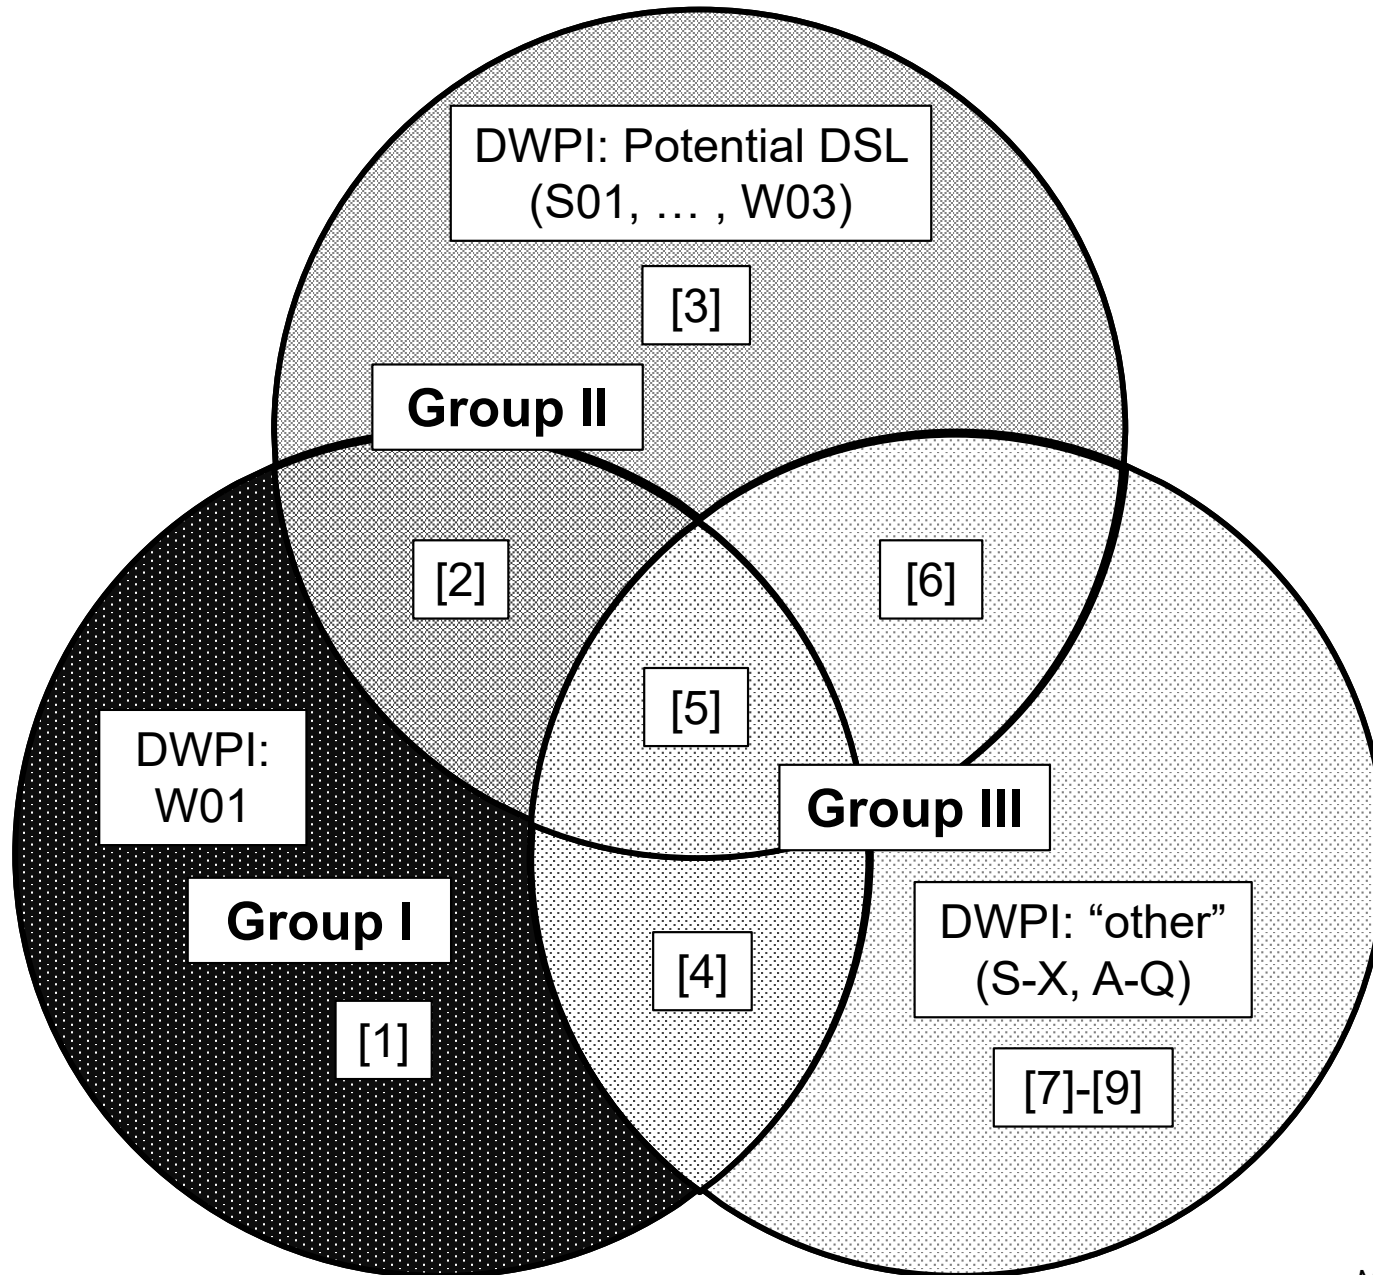 DWPI: Potential DSL
(S01, … , W03)
[3]
Group II
[2]
[6]
[5]
DWPI:
W01
Group III
Group I
DWPI: “other”
(S-X, A-Q)
[4]
[1]
[7]-[9]